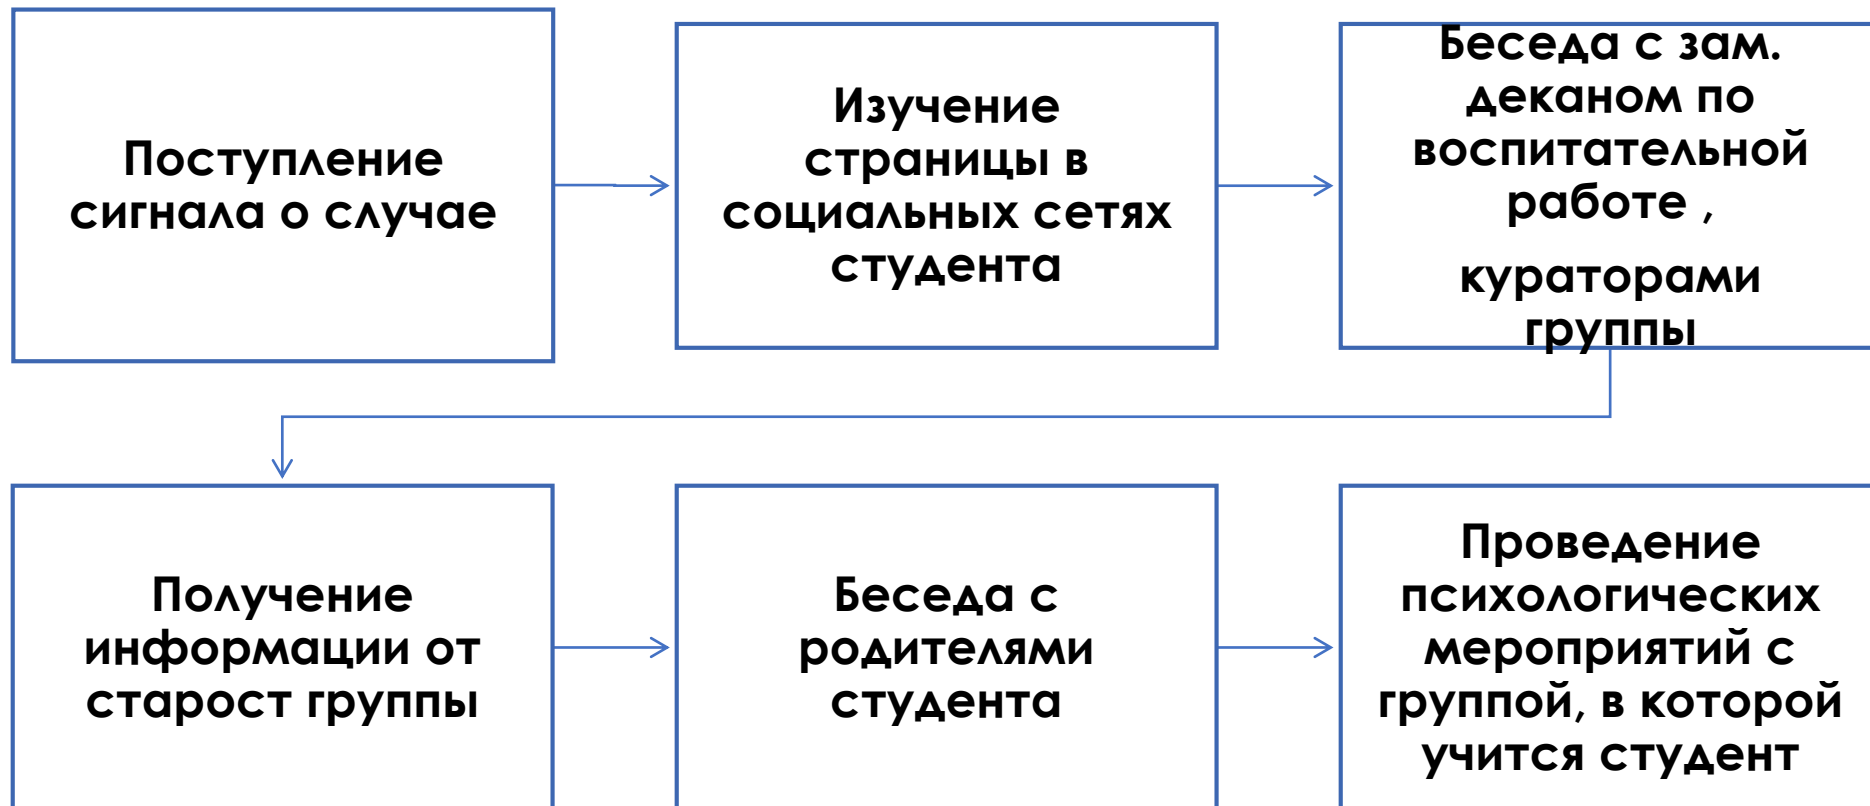 Поступление
сигнала о случае
Изучение
страницы в
социальных сетях
студента
Беседа с зам.
деканом по
воспитательной
работе ,
кураторами
группы
Получение
информации от
старост группы
Беседа с
родителями
студента
Проведение
психологических
мероприятий с
группой, в которой
учится студент